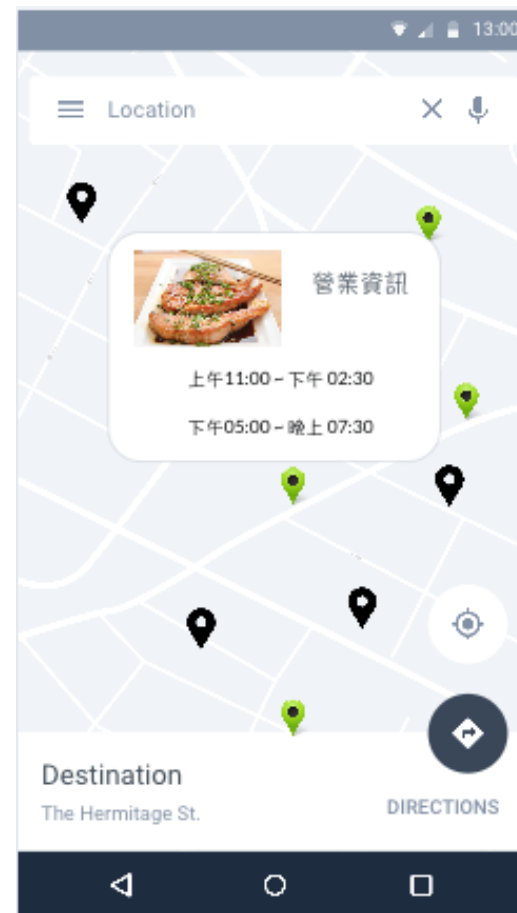 13:00
Location
營業資訊
上午11:00 ~ 下午 02:30
下午05:00 ~ 晚上 07:30
Destination
The Hermitage St.
DIRECTIONS